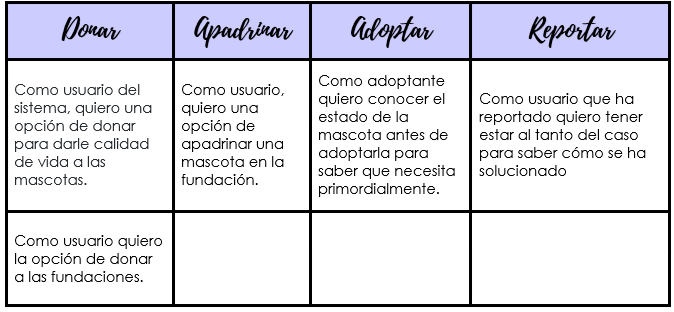 Donar
Apadrinar
Adoptar
Reportar
Como usuario del
sistema, quiero una
opción de donar
para darle calidad
de vida a las
mascotas.
Como usuario,
quiero una
opción de
apadrinar una
mascota en la
fundación.
Como adoptante
quiero conocer el
estado de la
mascota antes de
adoptarla para
saber que necesita
primordialmente.
Como usuario que ha
reportado quiero tener
estar al tanto del caso
para saber cómo se ha
solucionado
Como usuario quiero
la opción de donar
a las fundaciones.